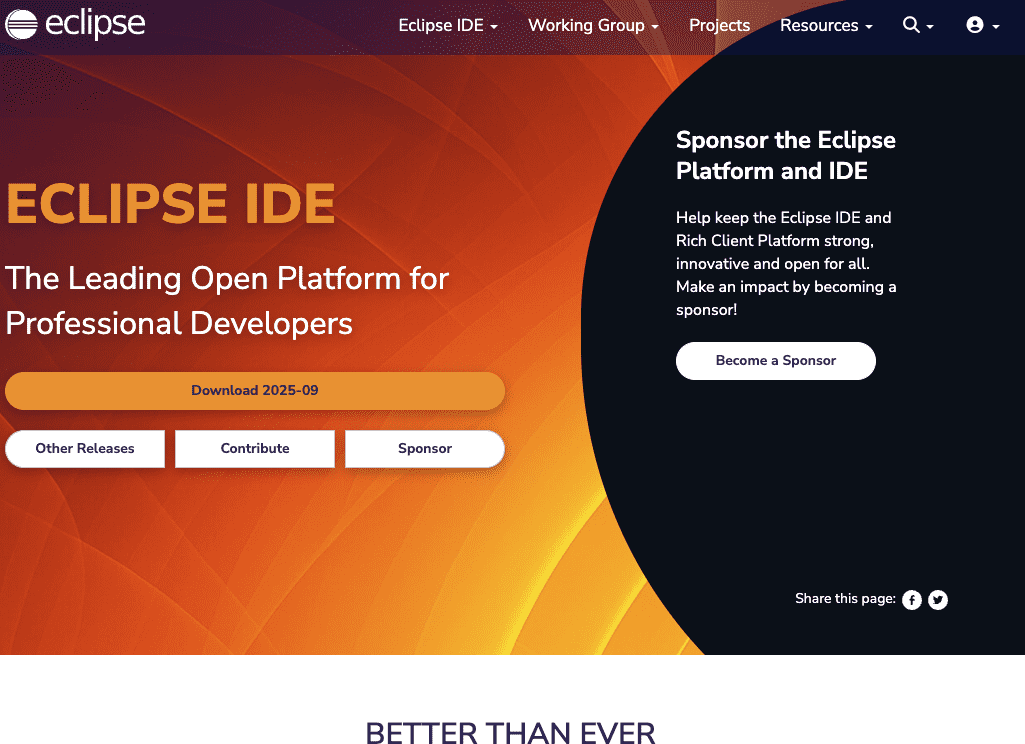 eclipse
Eclipse IDE
Working Group
Projects
Resources
ECLIPSE IDE
The Leading Open Platform for
Professional Developers
Download 2025-09
Other Releases
Contribute
Sponsor
Sponsor the Eclipse
Platform and IDE
Help keep the Eclipse IDE and
Rich Client Platform strong,
innovative and open for all.
Make an impact by becoming a
sponsor!
Become a Sponsor
Share this page:
BETTER THAN EVER